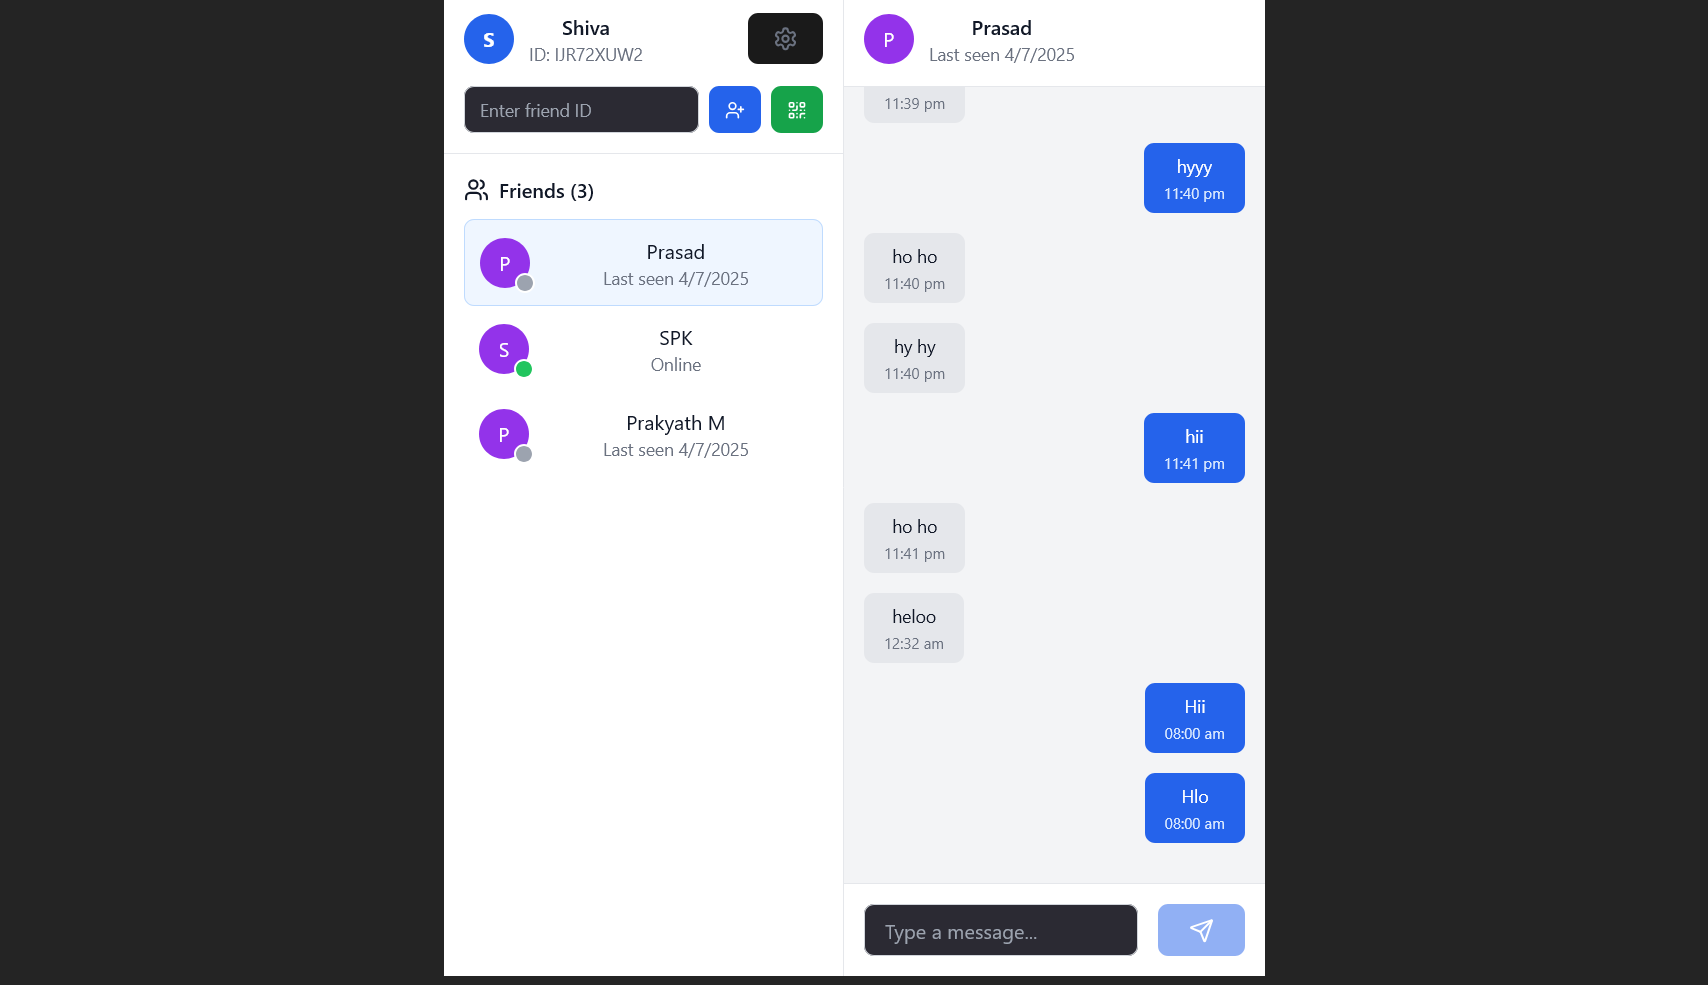 S
Shiva
ID: IJR72XUW2
Enter friend ID
Friends (3)
P
Prasad
Last seen 4/7/2025
S
SPK
Online
P
Prakyath M
Last seen 4/7/2025
P
Prasad
Last seen 4/7/2025
11:39 pm
hyyy
11:40 pm
ho ho
11:40 pm
hy hy
11:40 pm
hii
11:41 pm
ho ho
11:41 pm
heloo
12:32 am
Hii
08:00 am
Hlo
08:00 am
Type a message...